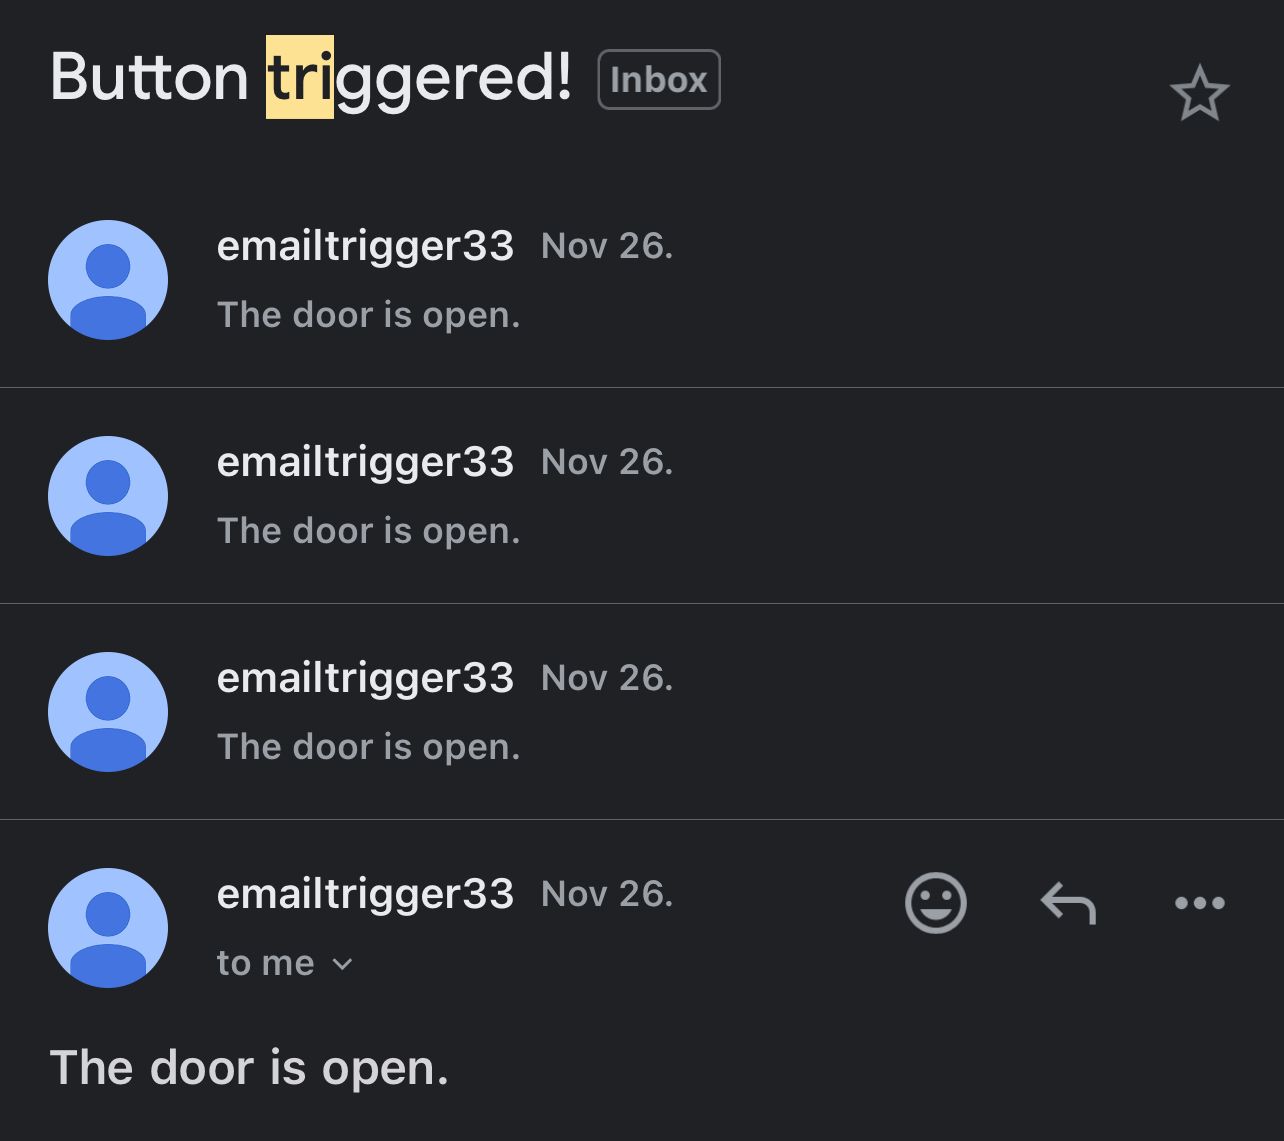 Button triggered! Inbox
emailtrigger33 Nov 26.
The door is open.
emailtrigger33 Nov 26.
The door is open.
emailtrigger33 Nov 26.
The door is open.
emailtrigger33 Nov 26.
to me
The door is open.